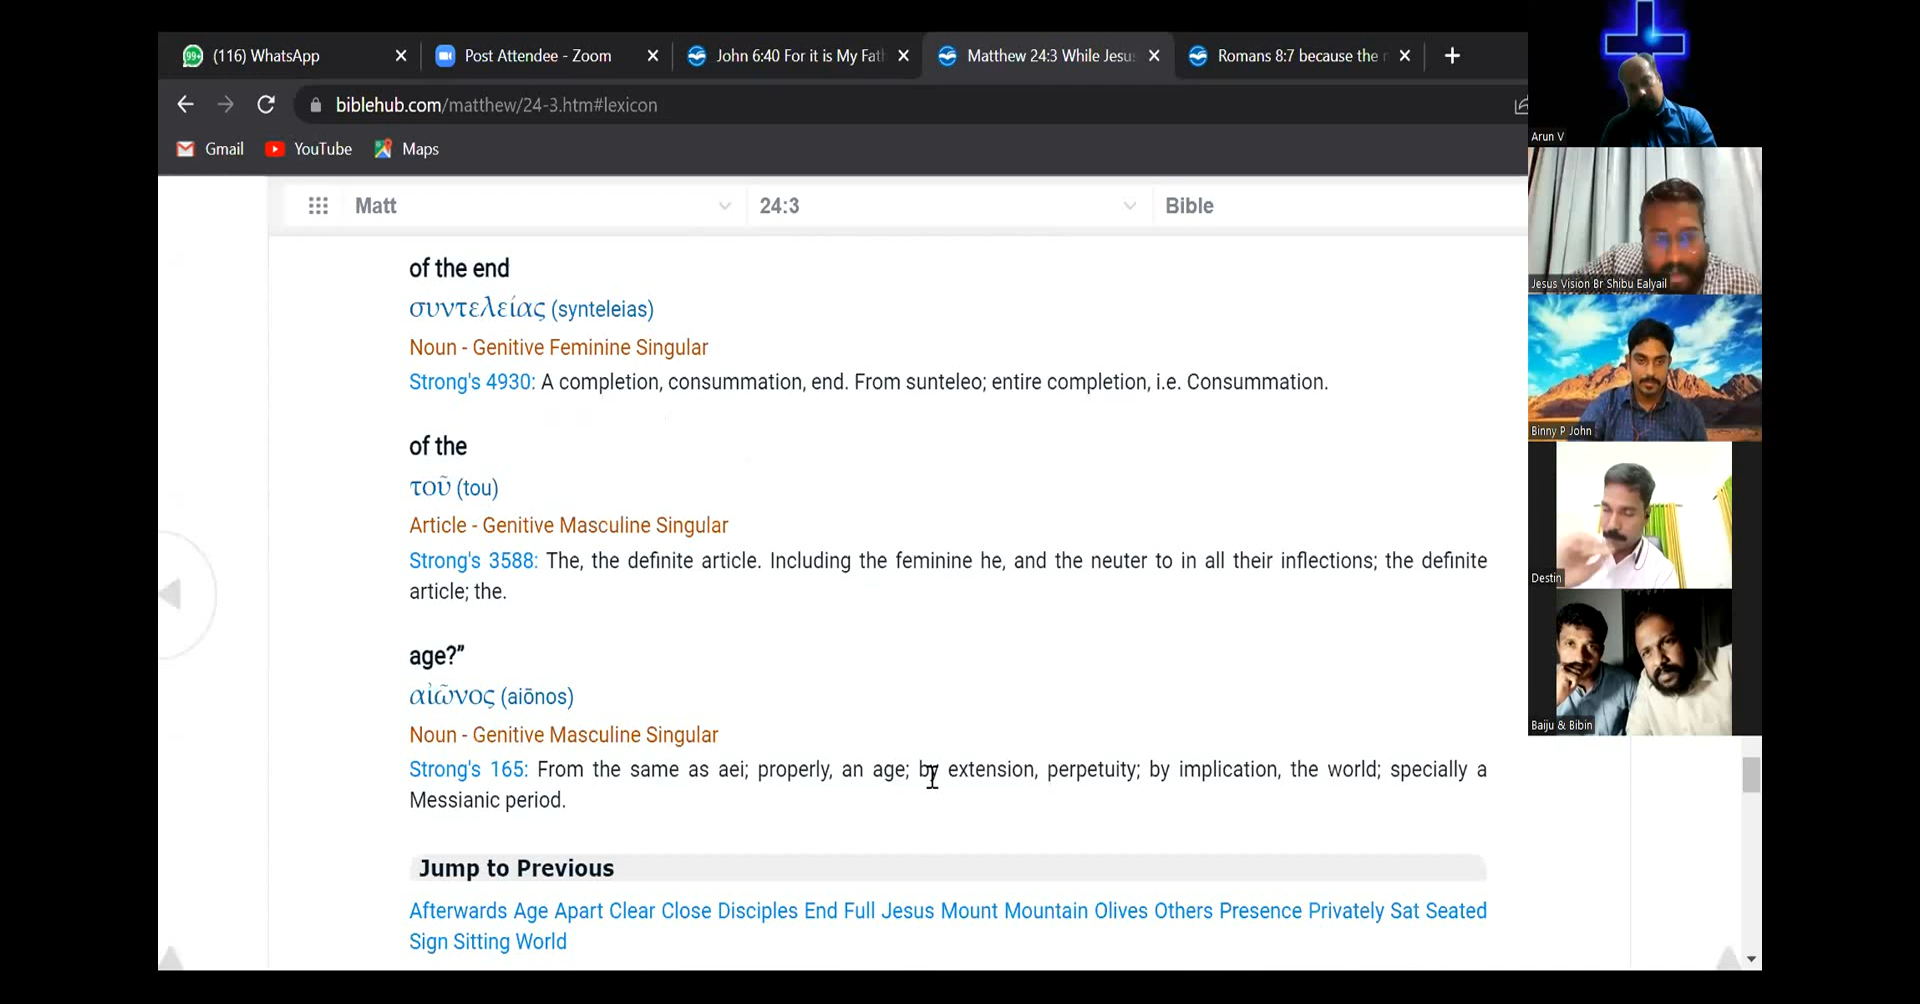 (116) WhatsApp
Post Attendee - Zoom
John 6:40 For it is My Fath
Matthew 24:3 While Jesus
Romans 8:7 because the
biblehub.com/matthew/24-3.htm#lexicon
Gmail
YouTube
Maps
Matt
24:3
Bible
of the end
συντελείας (synteleias)
Noun - Genitive Feminine Singular
Strong's 4930: A completion, consummation, end. From sunteleo; entire completion, i.e. Consummation.
of the
τοῦ (tou)
Article - Genitive Masculine Singular
Strong's 3588: The, the definite article. Including the feminine he, and the neuter to in all their inflections; the definite
article; the.
age?”
αἰῶνος (aiōnos)
Noun - Genitive Masculine Singular
Strong's 165: From the same as aei; properly, an age; by extension, perpetuity; by implication, the world; specially a
Messianic period.
Jump to Previous
Afterwards Age Apart Clear Close Disciples End Full Jesus Mount Mountain Olives Others Presence Privately Sat Seated
Sign Sitting World
Arun V
Jesus Vision Br Shibu Ealyail
Binny P John
Destin
Baiju & Bibin